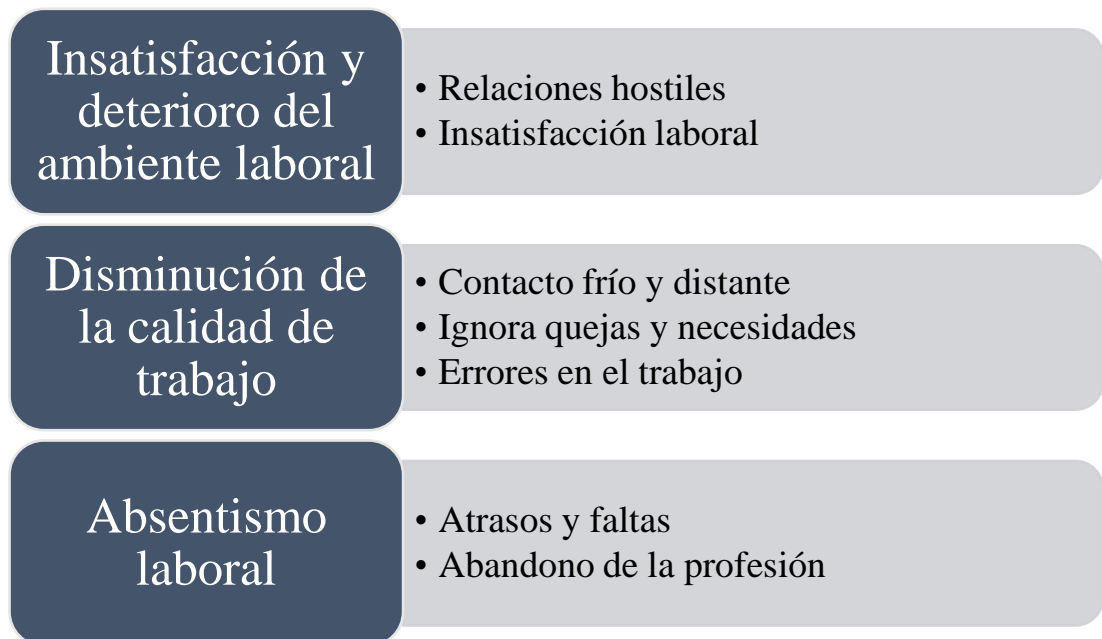 Insatisfacción y
deterioro del
ambiente laboral
• Relaciones hostiles
• Insatisfacción laboral
Disminución de
la calidad de
trabajo
• Contacto frío y distante
• Ignora quejas y necesidades
• Errores en el trabajo
Absentismo
laboral
• Atrasos y faltas
• Abandono de la profesión